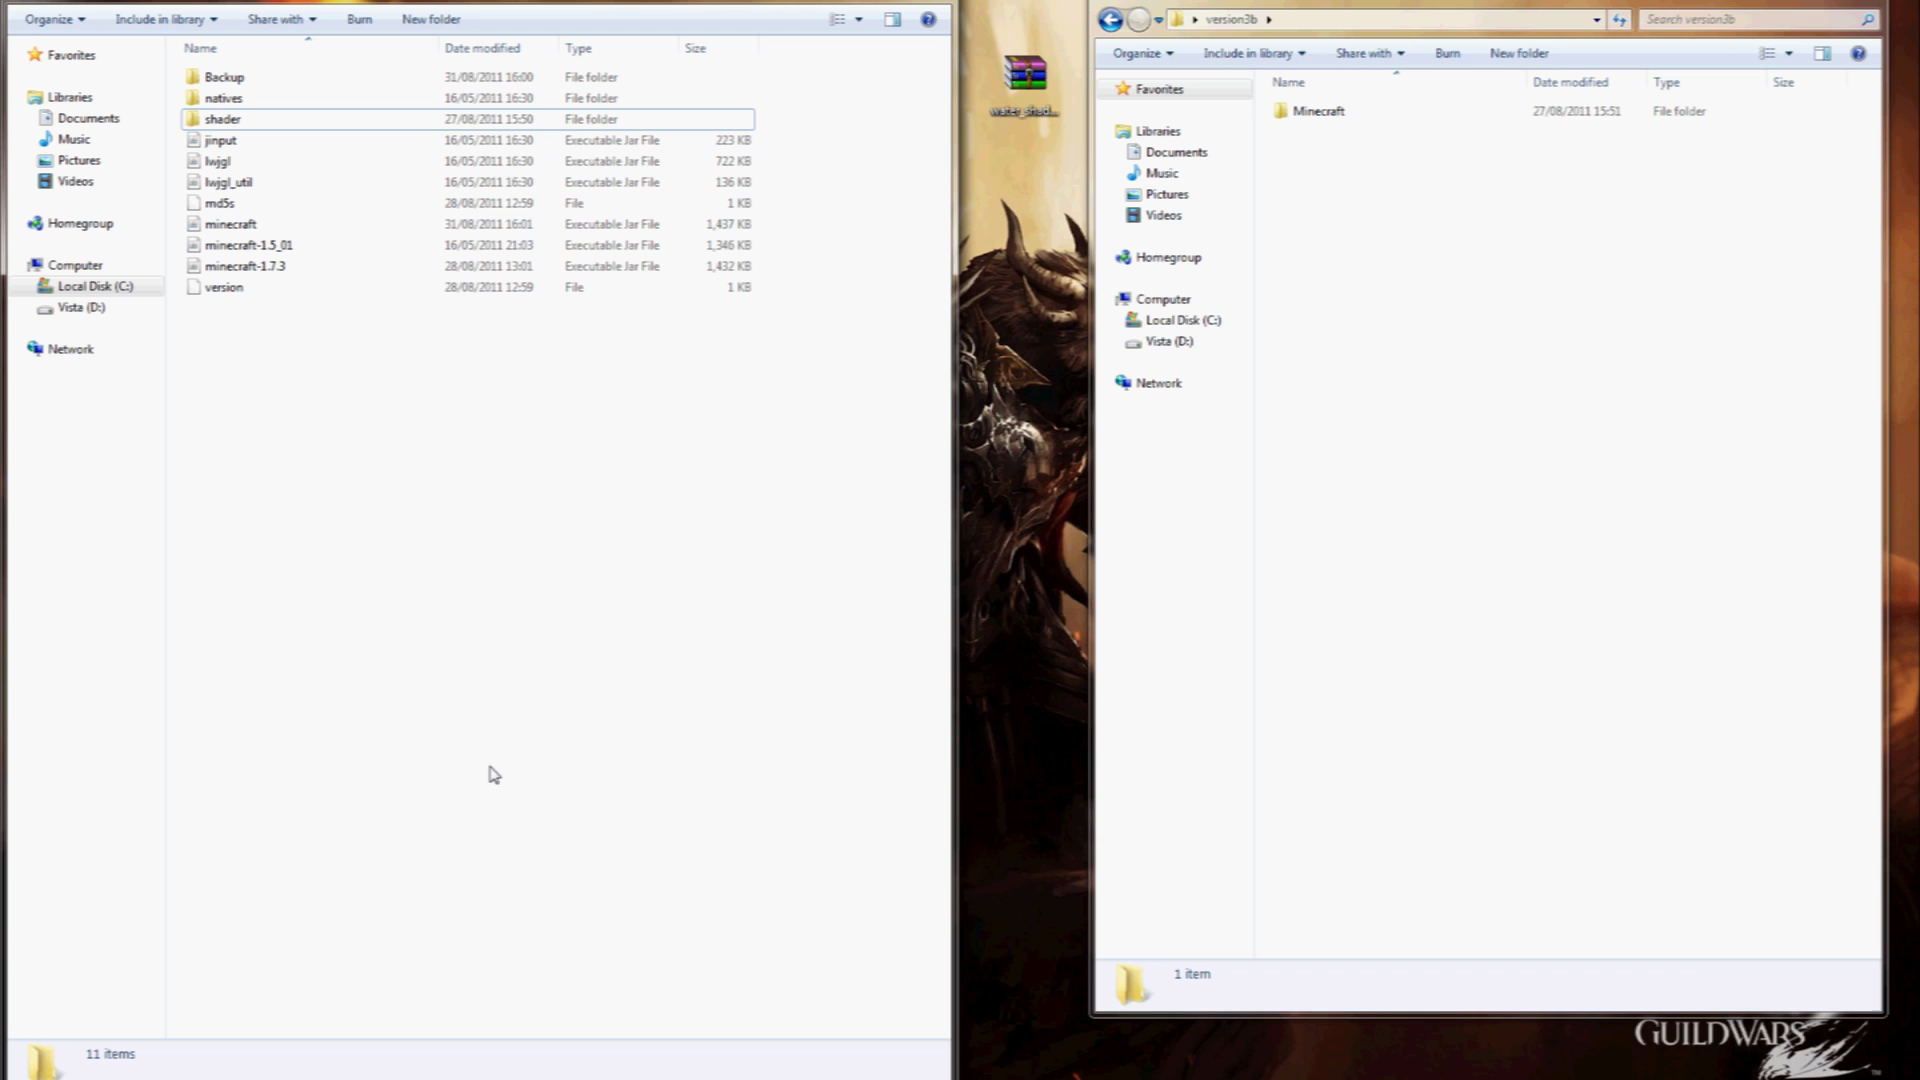 Organize Include in library Share with Burn New folder
Favorites
Libraries
Documents
Music
Pictures
Videos
Homegroup
Computer
Local Disk (C:)
Vista (D:)
Network
Name Date modified Type Size
Backup 31/08/2011 16:00 File folder
natives 16/05/2011 16:30 File folder
shader 27/08/2011 15:50 File folder
jinput 16/05/2011 16:30 Executable Jar File 223 KB
lwjgl 16/05/2011 16:30 Executable Jar File 722 KB
lwjgl_util 16/05/2011 16:30 Executable Jar File 136 KB
md5s 28/08/2011 12:59 File 1 KB
minecraft 31/08/2011 16:01 Executable Jar File 1,437 KB
minecraft-1.5_01 16/05/2011 21:03 Executable Jar File 1,346 KB
minecraft-1.7.3 28/08/2011 13:01 Executable Jar File 1,432 KB
version 28/08/2011 12:59 File 1 KB
11 items
water_shad...
version3b Search version3b
Organize Include in library Share with Burn New folder
Favorites
Libraries
Documents
Music
Pictures
Videos
Homegroup
Computer
Local Disk (C:)
Vista (D:)
Network
Name Date modified Type Size
Minecraft 27/08/2011 15:51 File folder
1 item
GUILDWARS